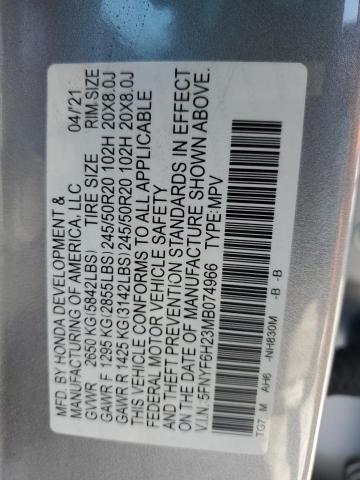 MFD. BY HONDA DEVELOPMENT & 04/21
MANUFACTURING OF AMERICA, LLC
GVWR 2650 KG(5842LBS) TIRE SIZE RIM.SIZE
GAWR F 1295 KG(2855LBS)245/50R20 102H 20X8.0J
GAWR R 1425 KG(3142LBS)245/50R20 102H 20X8.0J
THIS VEHICLE CONFORMS TO ALL APPLICABLE
FEDERAL MOTOR VEHICLE SAFETY
AND THEFT PREVENTION STANDARDS IN EFFECT
ON THE DATE OF MANUFACTURE SHOWN ABOVE.
V.I.N.:5FNYF6H23MB074966 TYPE:MPV
TG7 M AH6 -NH830M -B -B